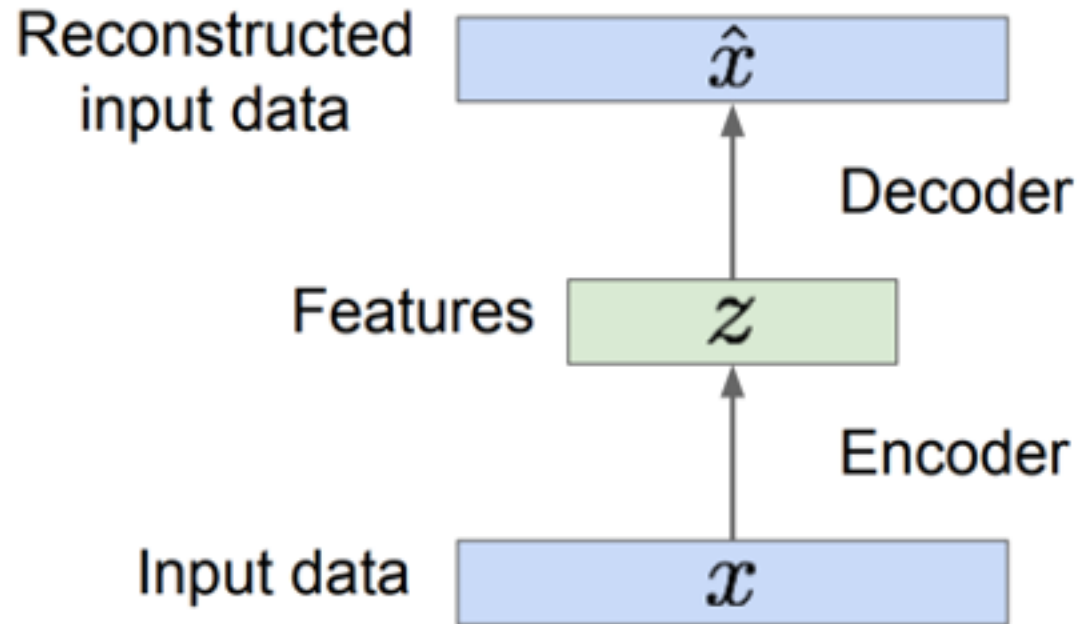 Reconstructed
input data
x̂
Decoder
Features
z
Encoder
Input data
x